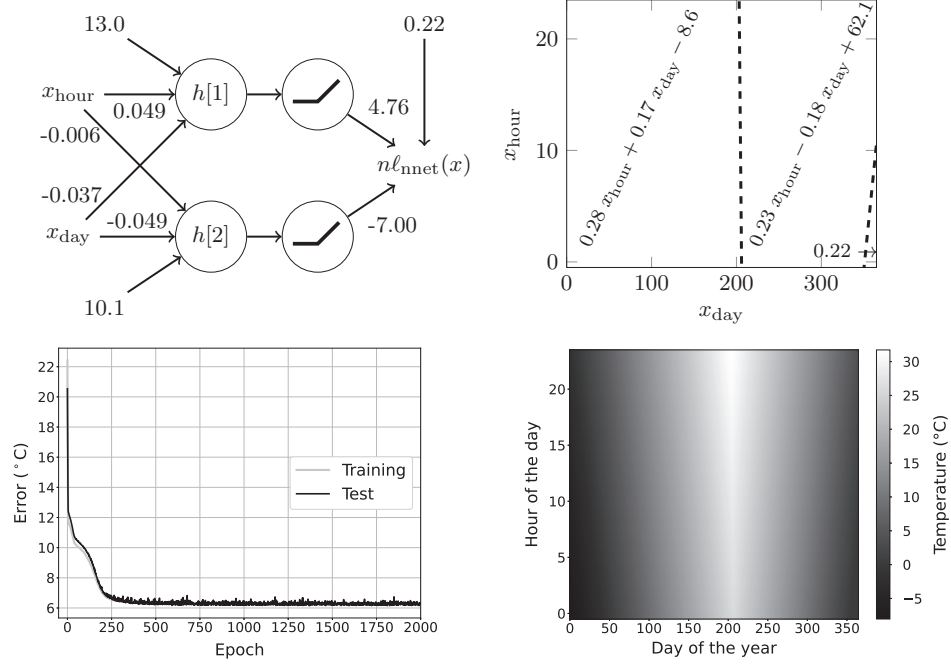 13.0
0.22
x_hour
0.049
h[1]
4.76
-0.006
nℓ_nnet(x)
-0.037
-0.049
x_day
h[2]
-7.00
10.1
20
10
0
x_hour
0.28 x_hour + 0.17 x_day − 8.6
0.23 x_hour − 0.18 x_day + 62.1
0.22
0 100 200 300
x_day
22
20
18
16
14
12
10
8
6
Error (°C)
Training
Test
0 250 500 750 1000 1250 1500 1750 2000
Epoch
20
15
10
5
0
Hour of the day
0 50 100 150 200 250 300 350
Day of the year
30
25
20
15
10
5
0
−5
Temperature (°C)